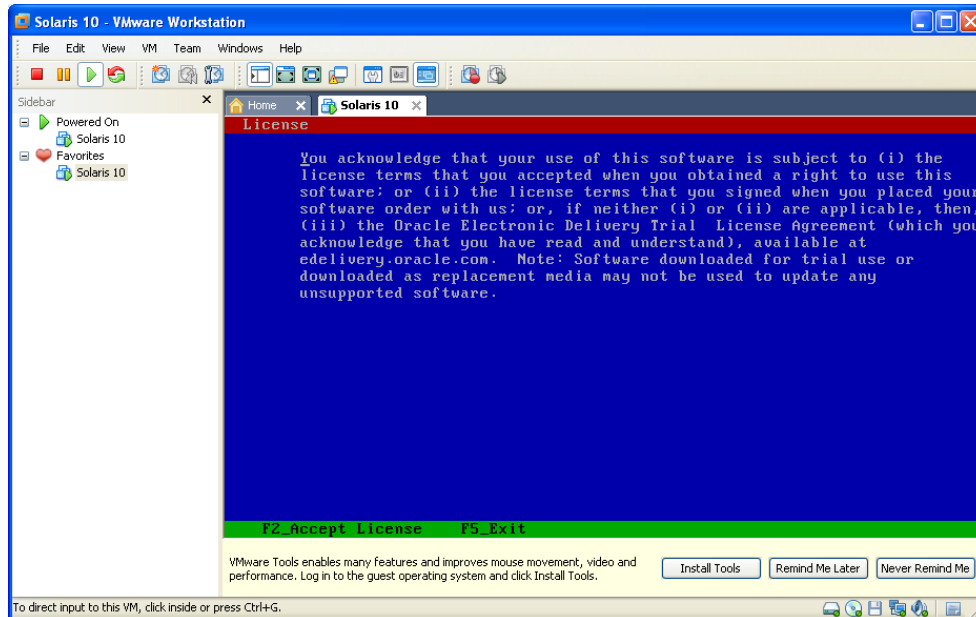 Solaris 10 - VMware Workstation
File Edit View VM Team Windows Help
Sidebar
Powered On
Solaris 10
Favorites
Solaris 10
Home
Solaris 10
License
You acknowledge that your use of this software is subject to (i) the
license terms that you accepted when you obtained a right to use this
software; or (ii) the license terms that you signed when you placed your
software order with us; or, if neither (i) or (ii) are applicable, then,
(iii) the Oracle Electronic Delivery Trial License Agreement (which you
acknowledge that you have read and understand), available at
edelivery.oracle.com. Note: Software downloaded for trial use or
downloaded as replacement media may not be used to update any
unsupported software.
F2_Accept License F5_Exit
VMware Tools enables many features and improves mouse movement, video and
performance. Log in to the guest operating system and click Install Tools.
Install Tools Remind Me Later Never Remind Me
To direct input to this VM, click inside or press Ctrl+G.